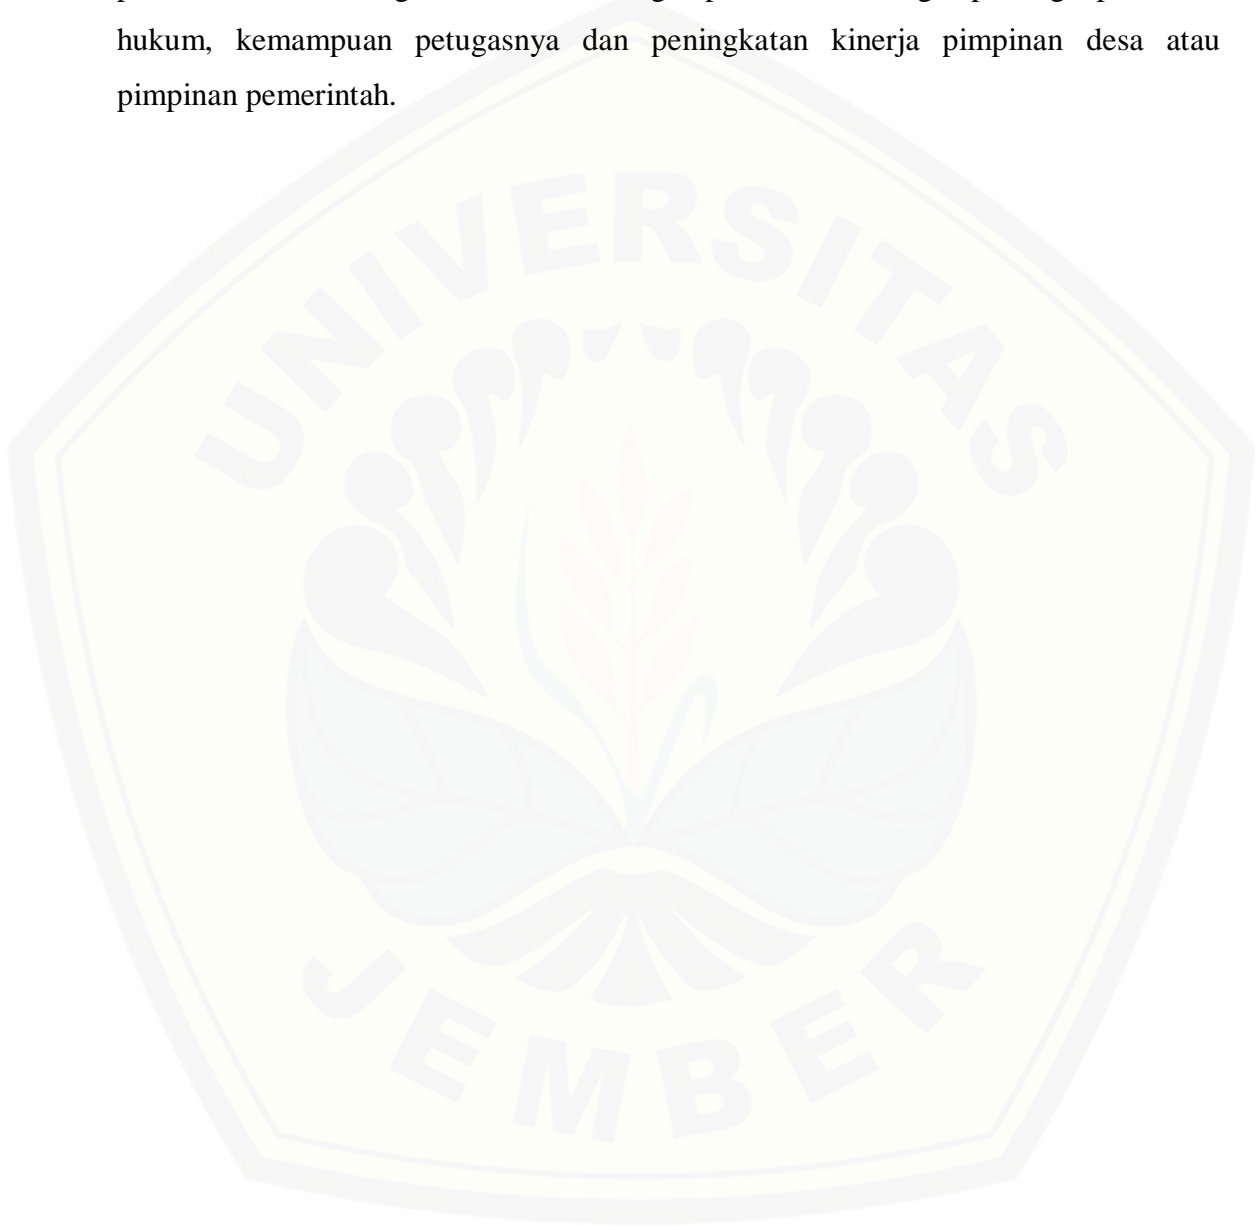 hukum, kemampuan petugasnya dan peningkatan kinerja pimpinan desa atau
pimpinan pemerintah.
UNIVERSITAS
JEMBER